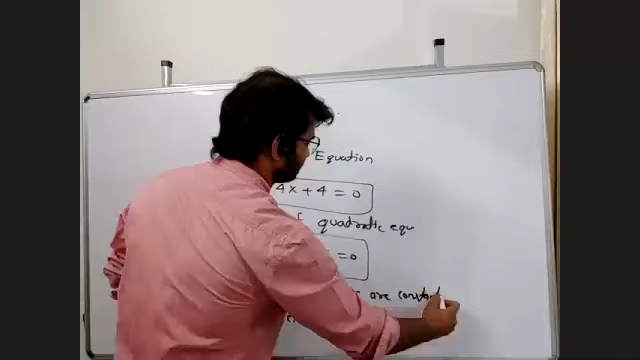 Equation
4x + 4 = 0
quadratic equ
= 0
are constant